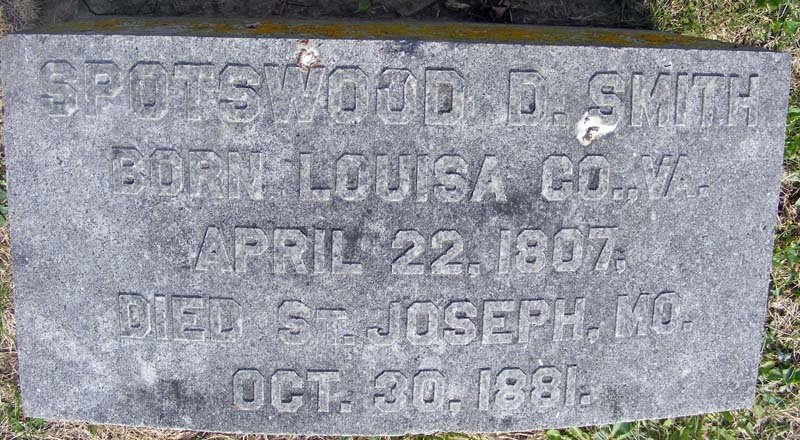 SPOTSWOOD D. SMITH
BORN LOUISA CO., VA.
APRIL 22, 1807,
DIED ST. JOSEPH, MO.
OCT. 30, 1881.